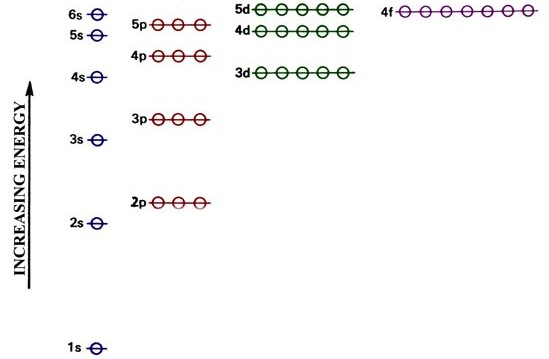 6s
5s
4s
3s
2s
1s
5p
4p
3p
2p
5d
4d
3d
4f
INCREASING ENERGY